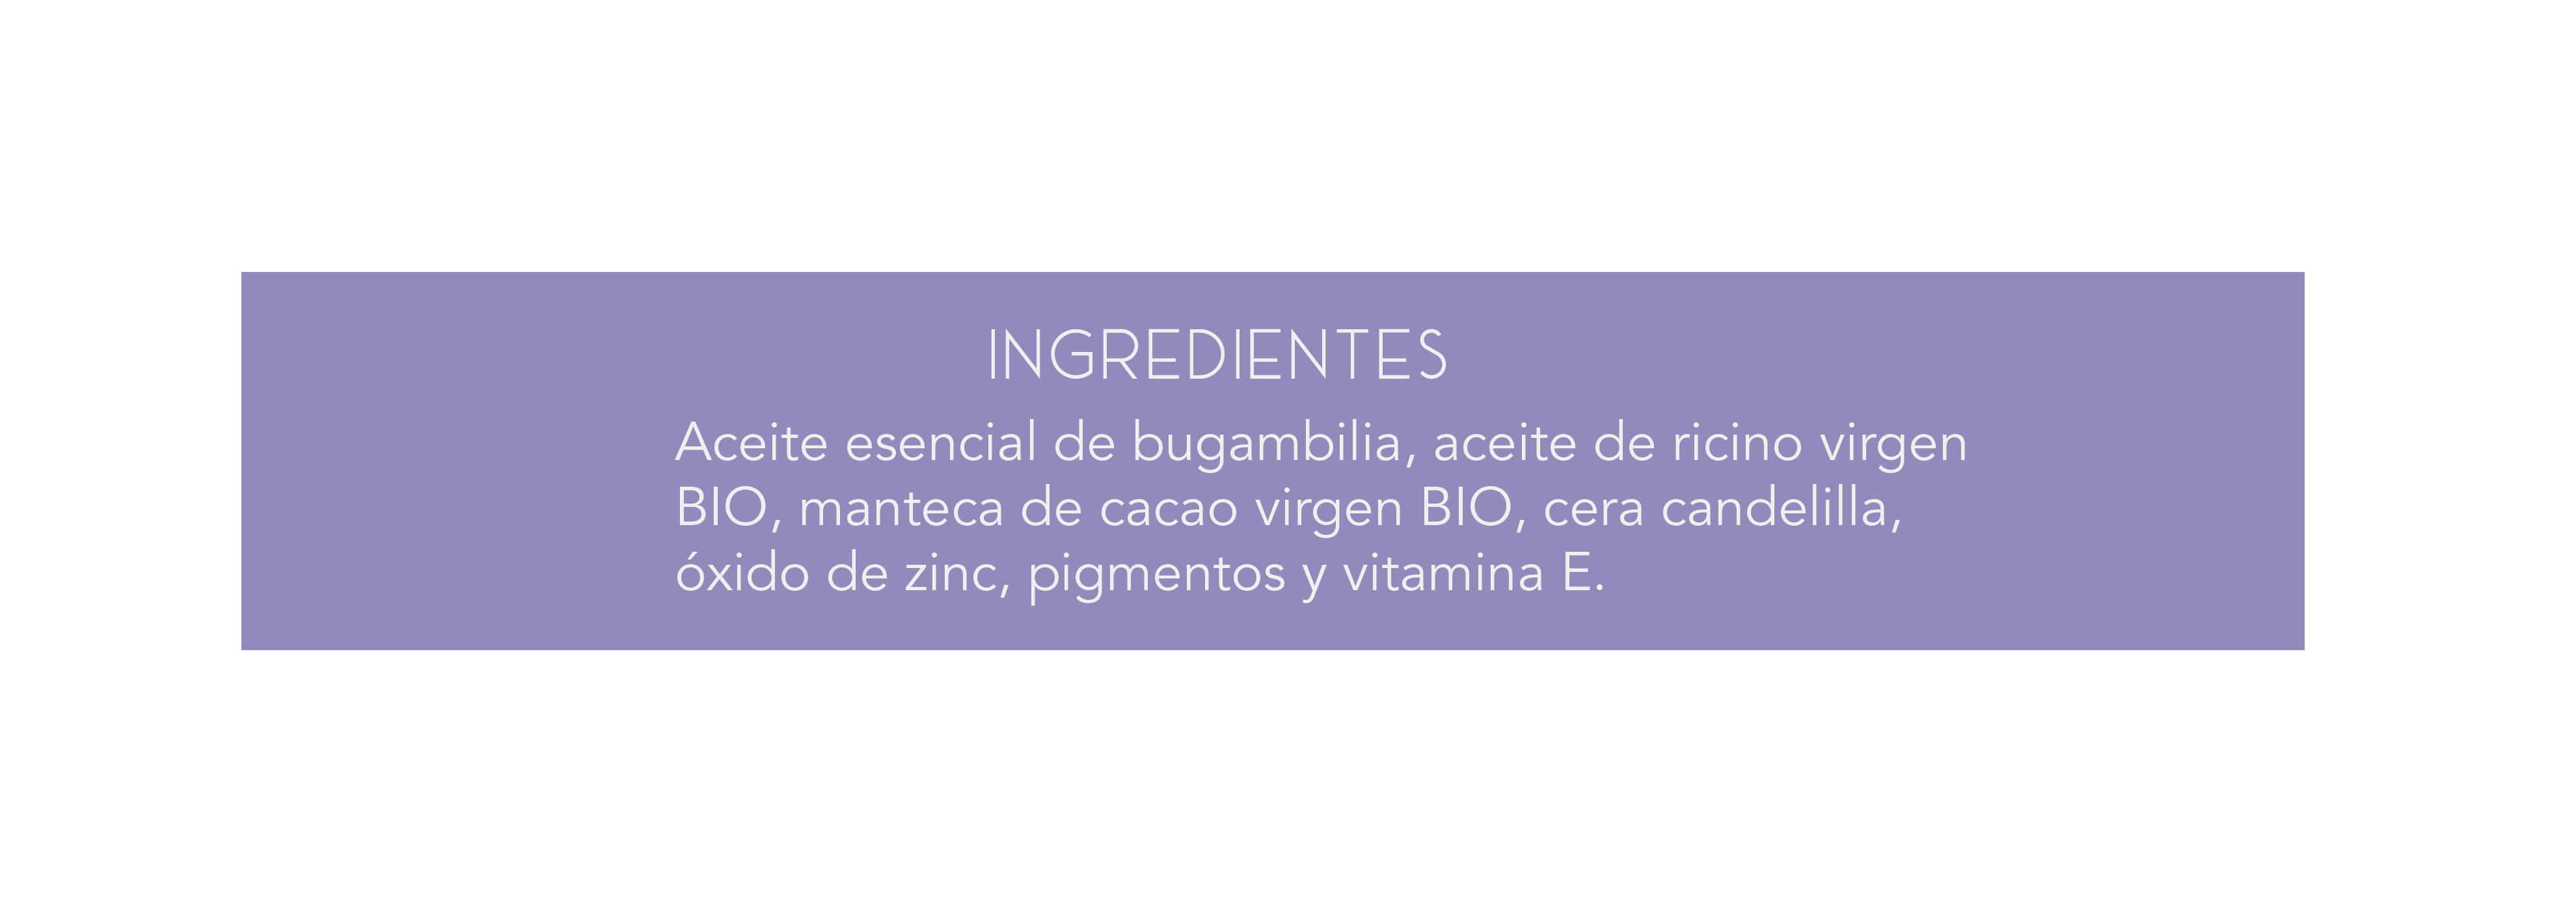 INGREDIENTES
Aceite esencial de bugambilia, aceite de ricino virgen
BIO, manteca de cacao virgen BIO, cera candelilla,
óxido de zinc, pigmentos y vitamina E.